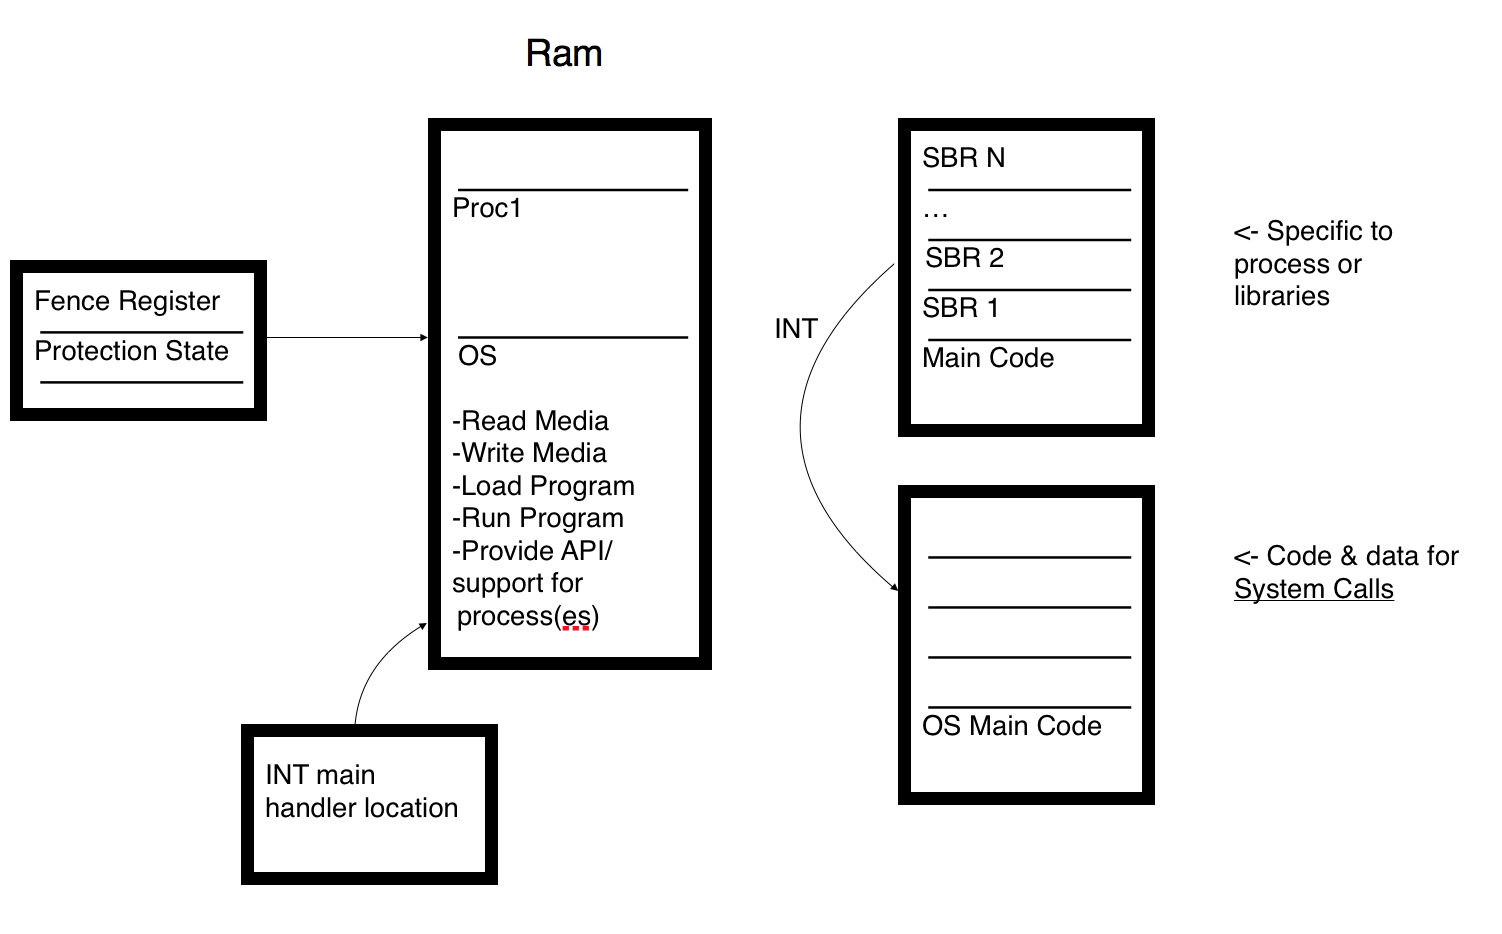 Ram
Fence Register
Protection State
Proc1
OS
-Read Media
-Write Media
-Load Program
-Run Program
-Provide API/
support for
process(es)
INT main
handler location
INT
SBR N
...
SBR 2
SBR 1
Main Code
<- Specific to
process or
libraries
OS Main Code
<- Code & data for
System Calls